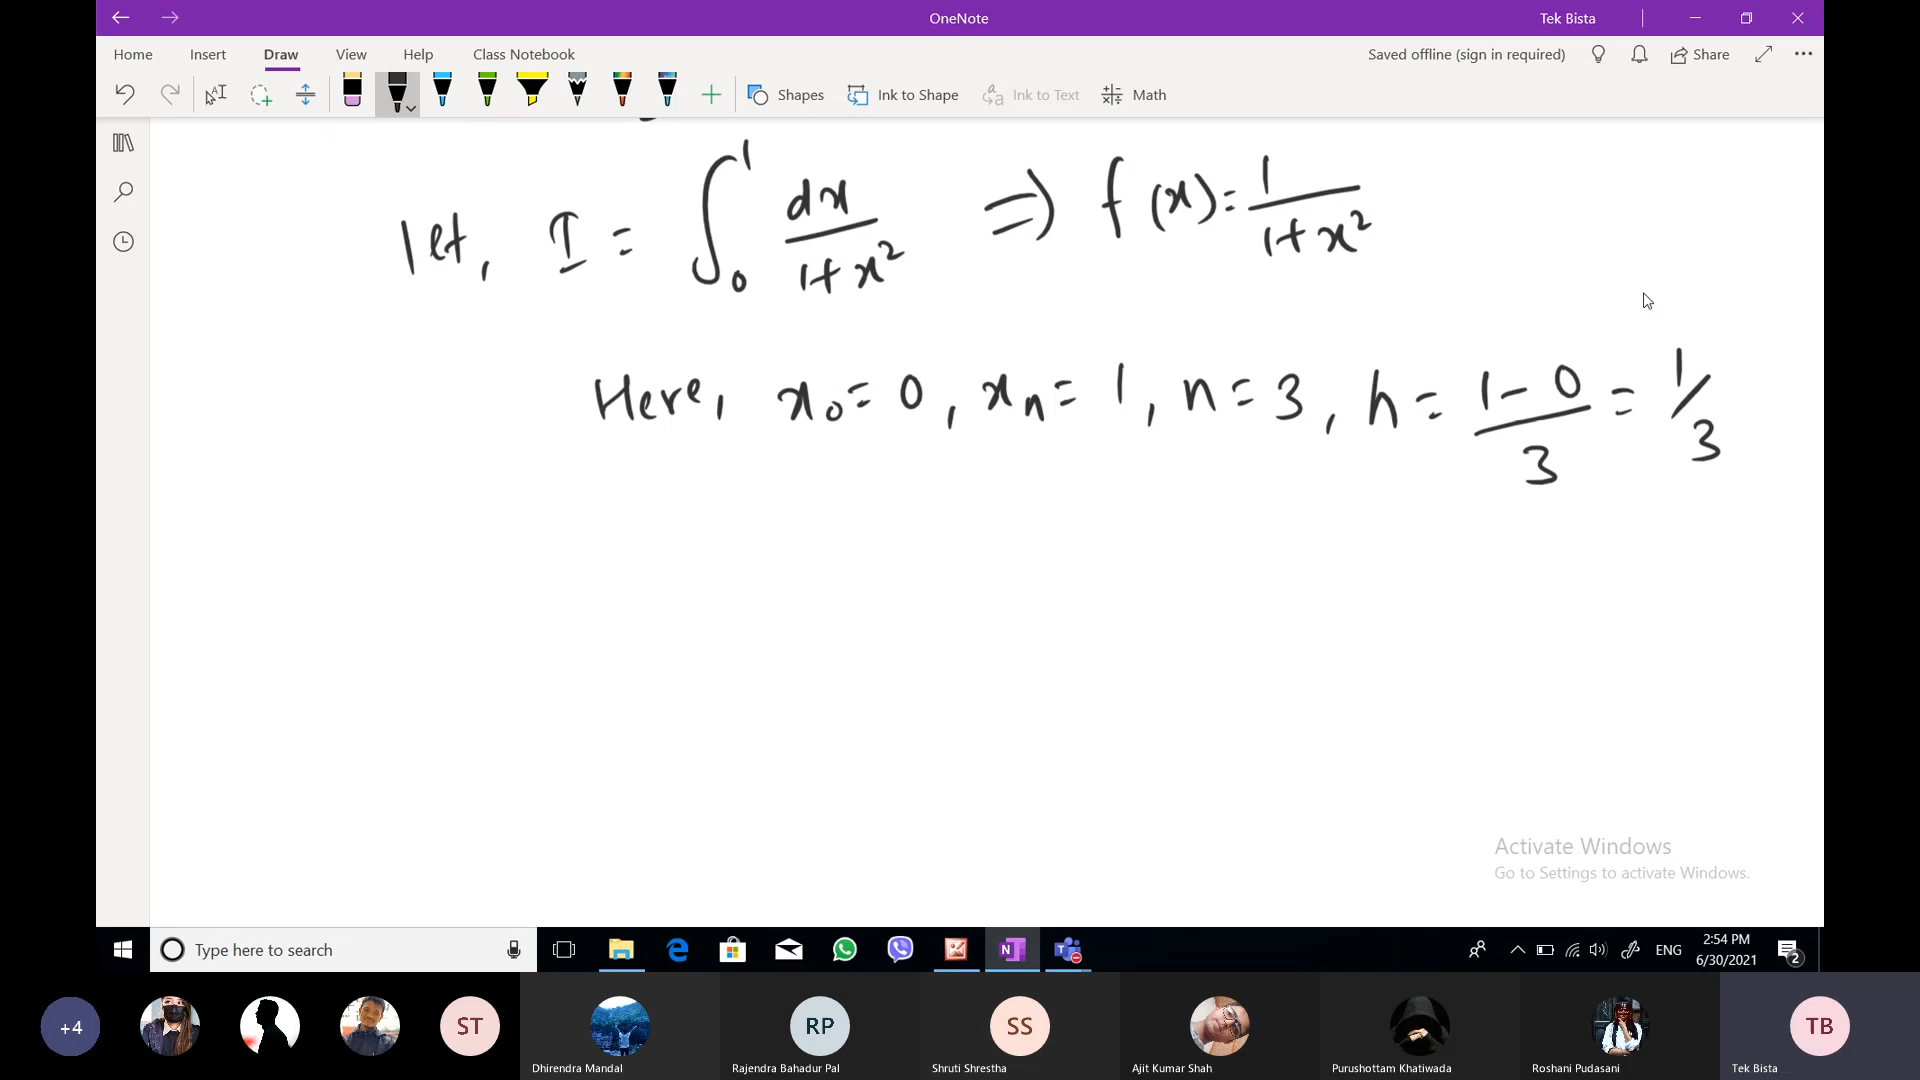 OneNote
Tek Bista
Home Insert Draw View Help Class Notebook
Saved offline (sign in required) Share
Shapes Ink to Shape Ink to Text Math
let, I = ∫₀¹ dx/(1+x²) ⇒ f(x) = 1/(1+x²)
Here, x₀ = 0, xₙ = 1, n = 3, h = (1-0)/3 = 1/3
Activate Windows
Go to Settings to activate Windows.
Type here to search
ENG
2:54 PM
6/30/2021
2
+4
ST
RP
SS
TB
Dhirendra Mandal
Rajendra Bahadur Pal
Shruti Shrestha
Ajit Kumar Shah
Purushottam Khatiwada
Roshani Pudasani
Tek Bista